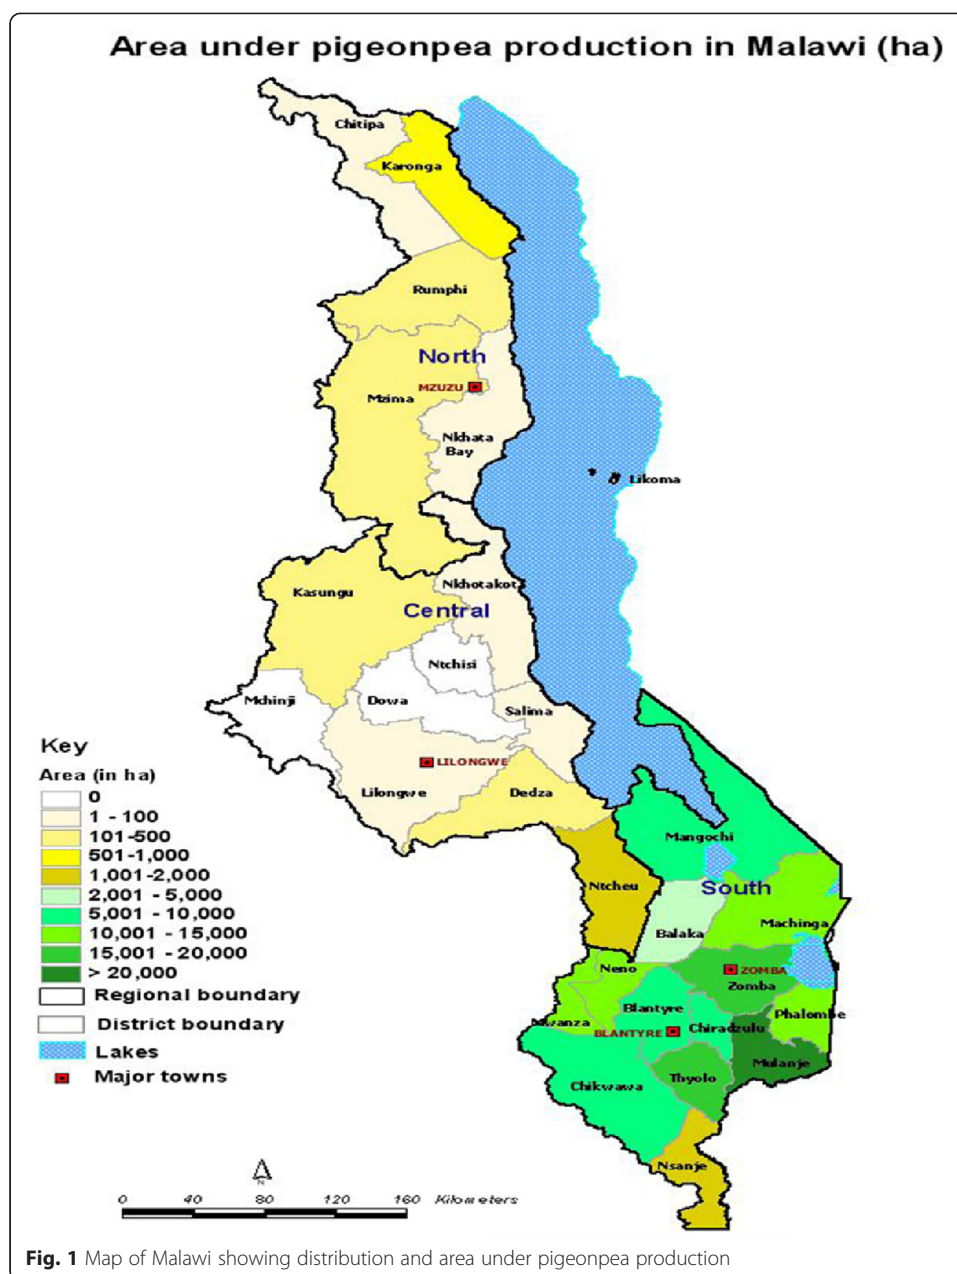 Area under pigeonpea production in Malawi (ha)
Chitipa
Karonga
Rumphi
North
MZUZU
Mzima
Nkhata
Bay
Likoma
Kasungu
Nkhotakot
Central
Ntchisi
Mchinji
Dowa
Salima
LILONGWE
Lilongwe
Dedza
Mangochi
Ntcheu
South
Machinga
Balaka
Neno
ZOMBA
Zomba
Blantyre
Phalombe
Mwanza
BLANTYRE
Chiradzulu
Mulanje
Thyolo
Chikwawa
Nsanje
Key
Area (in ha)
0
1 - 100
101-500
501-1,000
1,001-2,000
2,001 - 5,000
5,001 - 10,000
10,001 - 15,000
15,001 - 20,000
> 20,000
Regional boundary
District boundary
Lakes
Major towns
N
0 40 80 120 160 Kilometers
Fig. 1 Map of Malawi showing distribution and area under pigeonpea production